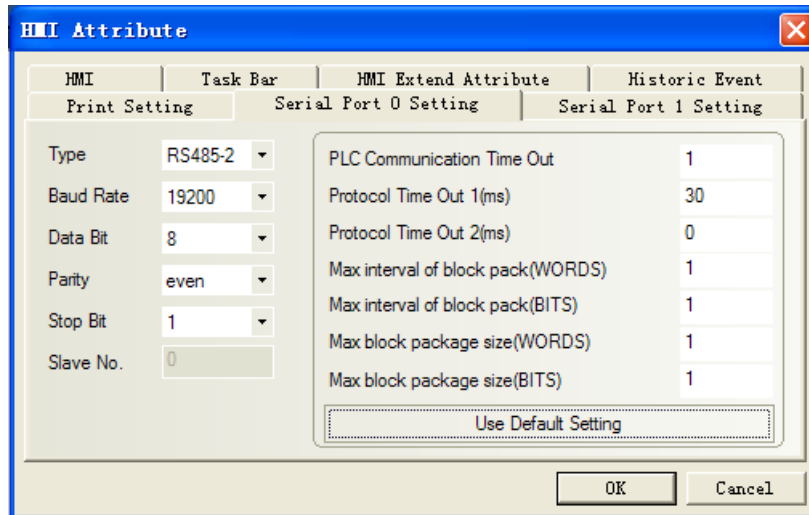 HMI Attribute
HMI Task Bar HMI Extend Attribute Historic Event
Print Setting Serial Port 0 Setting Serial Port 1 Setting
Type RS485-2
Baud Rate 19200
Data Bit 8
Parity even
Stop Bit 1
Slave No. 0
PLC Communication Time Out 1
Protocol Time Out 1(ms) 30
Protocol Time Out 2(ms) 0
Max interval of block pack(WORDS) 1
Max interval of block pack(BITS) 1
Max block package size(WORDS) 1
Max block package size(BITS) 1
Use Default Setting
OK Cancel